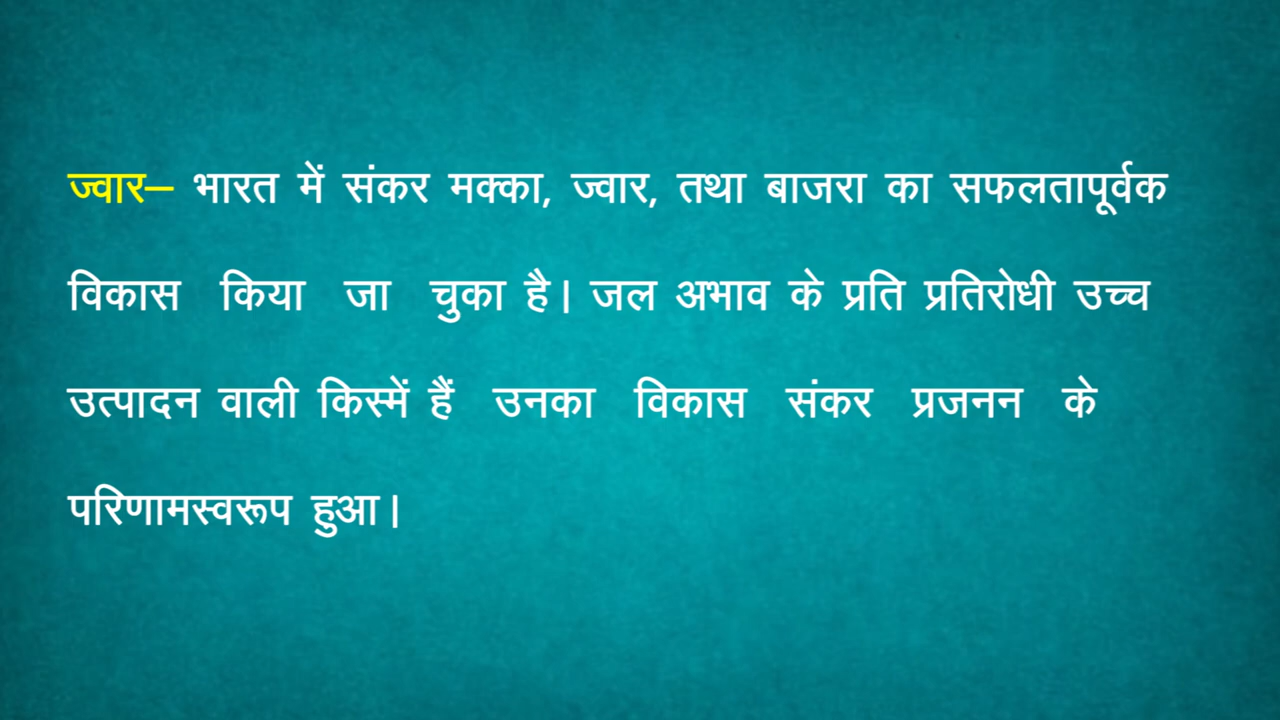 ज्वार– भारत में संकर मक्का, ज्वार, तथा बाजरा का सफलतापूर्वक
विकास किया जा चुका है। जल अभाव के प्रति प्रतिरोधी उच्च
उत्पादन वाली किस्में हैं उनका विकास संकर प्रजनन के
परिणामस्वरूप हुआ।